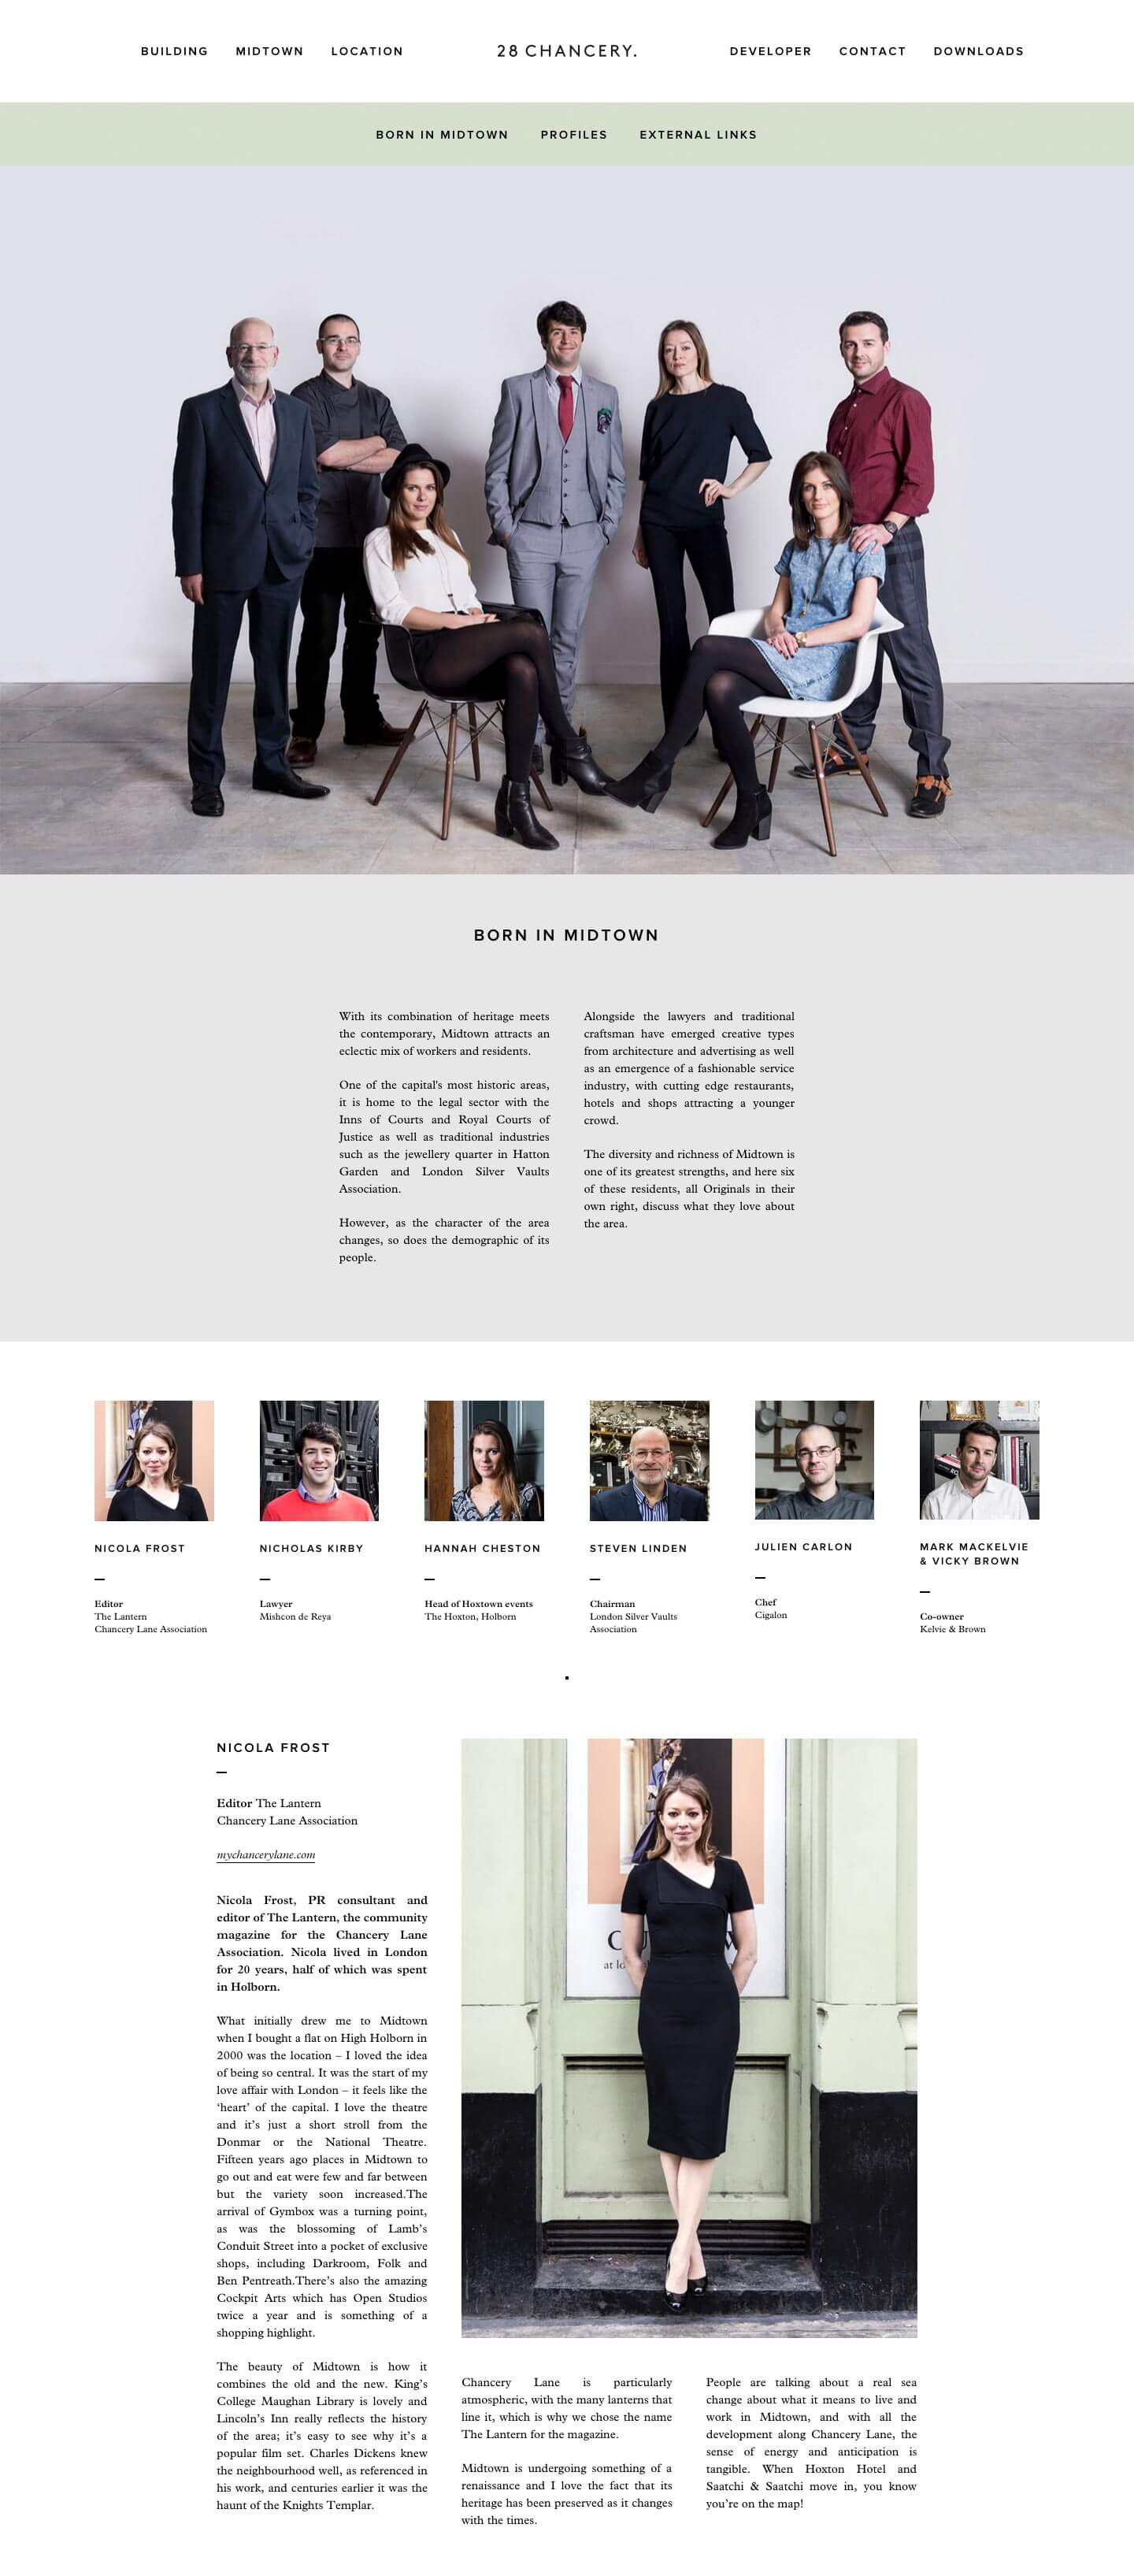 BUILDING MIDTOWN LOCATION 28 CHANCERY. DEVELOPER CONTACT DOWNLOADS
BORN IN MIDTOWN PROFILES EXTERNAL LINKS
BORN IN MIDTOWN
With its combination of heritage meets
the contemporary, Midtown attracts an
eclectic mix of workers and residents.
One of the capital's most historic areas,
it is home to the legal sector with the
Inns of Courts and Royal Courts of
Justice as well as traditional industries
such as the jewellery quarter in Hatton
Garden and London Silver Vaults
Association.
However, as the character of the area
changes, so does the demographic of its
people.
Alongside the lawyers and traditional
craftsman have emerged creative types
from architecture and advertising as well
as an emergence of a fashionable service
industry, with cutting edge restaurants,
hotels and shops attracting a younger
crowd.
The diversity and richness of Midtown is
one of its greatest strengths, and here six
of these residents, all Originals in their
own right, discuss what they love about
the area.
NICOLA FROST
Editor
The Lantern
Chancery Lane Association
NICHOLAS KIRBY
Lawyer
Mishcon de Reya
HANNAH CHESTON
Head of Hoxtown events
The Hoxton, Holborn
STEVEN LINDEN
Chairman
London Silver Vaults
Association
JULIEN CARLON
Chef
Cigalon
MARK MACKELVIE
& VICKY BROWN
Co-owner
Kelvie & Brown
NICOLA FROST
Editor The Lantern
Chancery Lane Association
mychancerylane.com
Nicola Frost, PR consultant and
editor of The Lantern, the community
magazine for the Chancery Lane
Association. Nicola lived in London
for 20 years, half of which was spent
in Holborn.
What initially drew me to Midtown
when I bought a flat on High Holborn in
2000 was the location – I loved the idea
of being so central. It was the start of my
love affair with London – it feels like the
‘heart’ of the capital. I love the theatre
and it’s just a short stroll from the
Donmar or the National Theatre.
Fifteen years ago places in Midtown to
go out and eat were few and far between
but the variety soon increased.The
arrival of Gymbox was a turning point,
as was the blossoming of Lamb’s
Conduit Street into a pocket of exclusive
shops, including Darkroom, Folk and
Ben Pentreath.There’s also the amazing
Cockpit Arts which has Open Studios
twice a year and is something of a
shopping highlight.
The beauty of Midtown is how it
combines the old and the new. King’s
College Maughan Library is lovely and
Lincoln’s Inn really reflects the history
of the area; it’s easy to see why it’s a
popular film set. Charles Dickens knew
the neighbourhood well, as referenced in
his work, and centuries earlier it was the
haunt of the Knights Templar.
at lo
Chancery Lane is particularly
atmospheric, with the many lanterns that
line it, which is why we chose the name
The Lantern for the magazine.
Midtown is undergoing something of a
renaissance and I love the fact that its
heritage has been preserved as it changes
with the times.
People are talking about a real sea
change about what it means to live and
work in Midtown, and with all the
development along Chancery Lane, the
sense of energy and anticipation is
tangible. When Hoxton Hotel and
Saatchi & Saatchi move in, you know
you’re on the map!